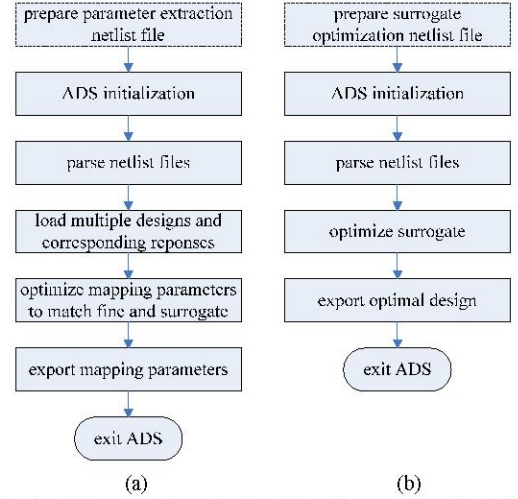 prepare parameter extraction
netlist file
ADS initialization
parse netlist files
load multiple designs and
corresponding reponses
optimize mapping parameters
to match fine and surrogate
export mapping parameters
exit ADS
(a)
prepare surrogate
optimization netlist file
ADS initialization
parse netlist files
optimize surrogate
export optimal design
exit ADS
(b)